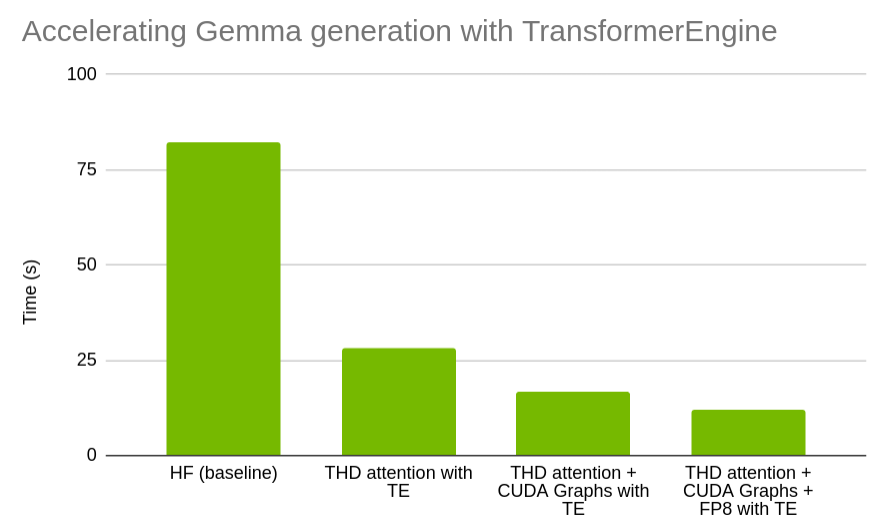 Accelerating Gemma generation with TransformerEngine
100
75
50
25
0
Time (s)
HF (baseline)
THD attention with
TE
THD attention +
CUDA Graphs with
TE
THD attention +
CUDA Graphs +
FP8 with TE